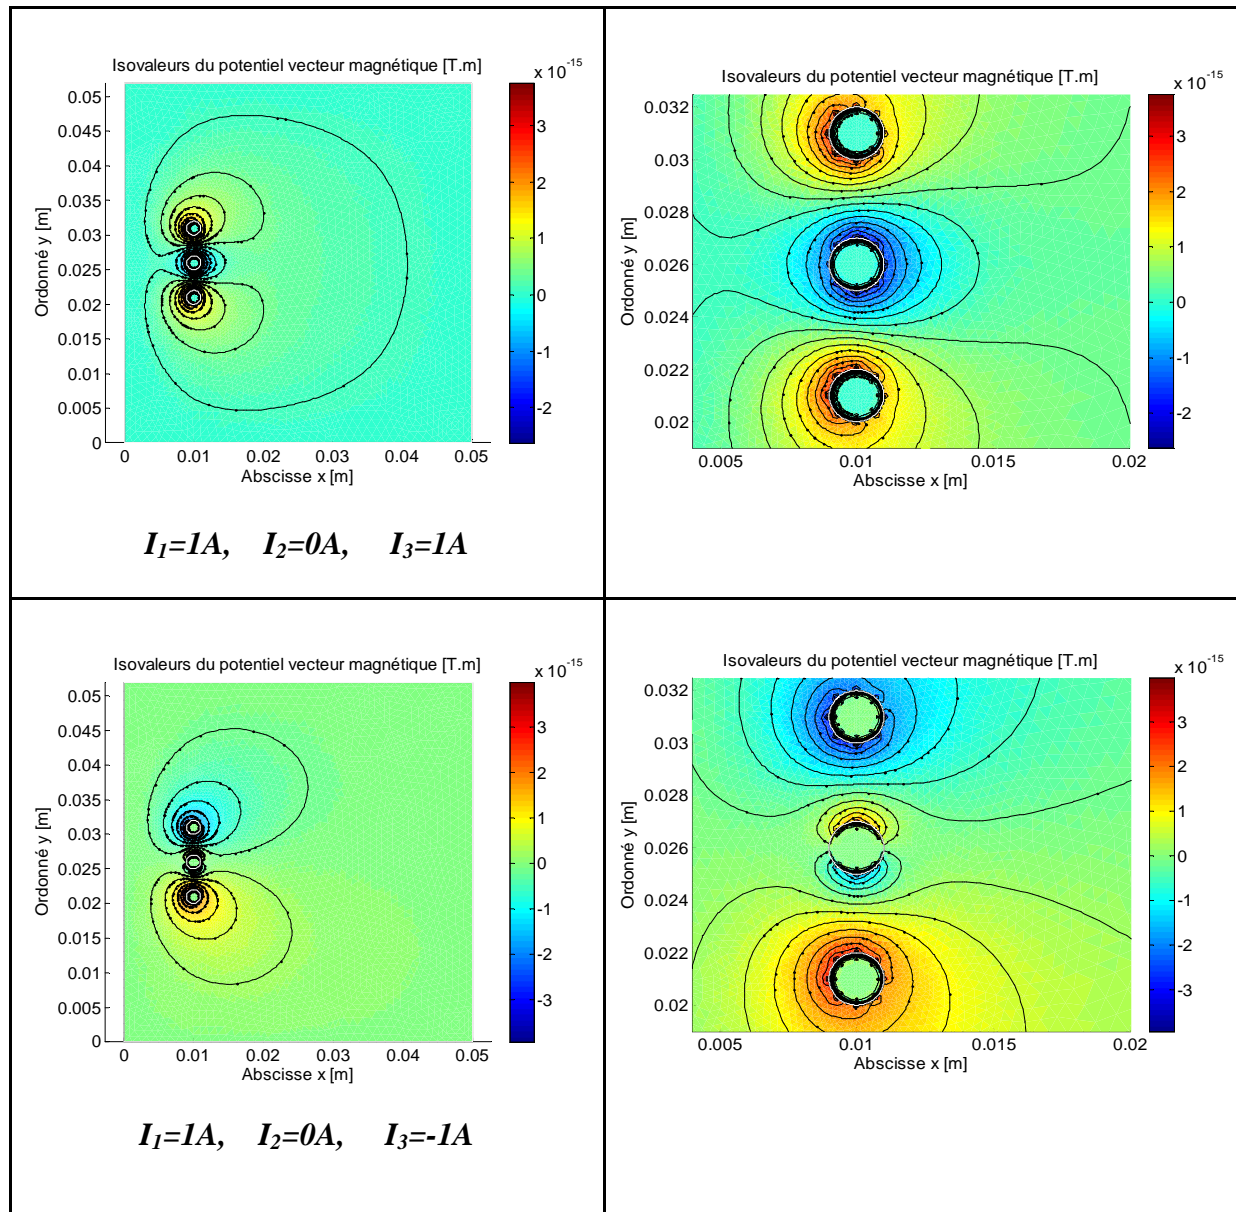 Isovaleurs du potentiel vecteur magnétique [T.m]
x 10-15
0.05
0.045
0.04
0.035
0.03
0.025
0.02
0.015
0.01
0.005
0
Ordonné y [m]
0 0.01 0.02 0.03 0.04 0.05
Abscisse x [m]
3
2
1
0
-1
-2
I1=1A, I2=0A, I3=1A
Isovaleurs du potentiel vecteur magnétique [T.m]
x 10-15
0.032
0.03
0.028
0.026
0.024
0.022
0.02
Ordonné y [m]
0.005 0.01 0.015 0.02
Abscisse x [m]
3
2
1
0
-1
-2
Isovaleurs du potentiel vecteur magnétique [T.m]
x 10-15
0.05
0.045
0.04
0.035
0.03
0.025
0.02
0.015
0.01
0.005
0
Ordonné y [m]
0 0.01 0.02 0.03 0.04 0.05
Abscisse x [m]
3
2
1
0
-1
-2
-3
I1=1A, I2=0A, I3=-1A
Isovaleurs du potentiel vecteur magnétique [T.m]
x 10-15
0.032
0.03
0.028
0.026
0.024
0.022
0.02
Ordonné y [m]
0.005 0.01 0.015 0.02
Abscisse x [m]
3
2
1
0
-1
-2
-3